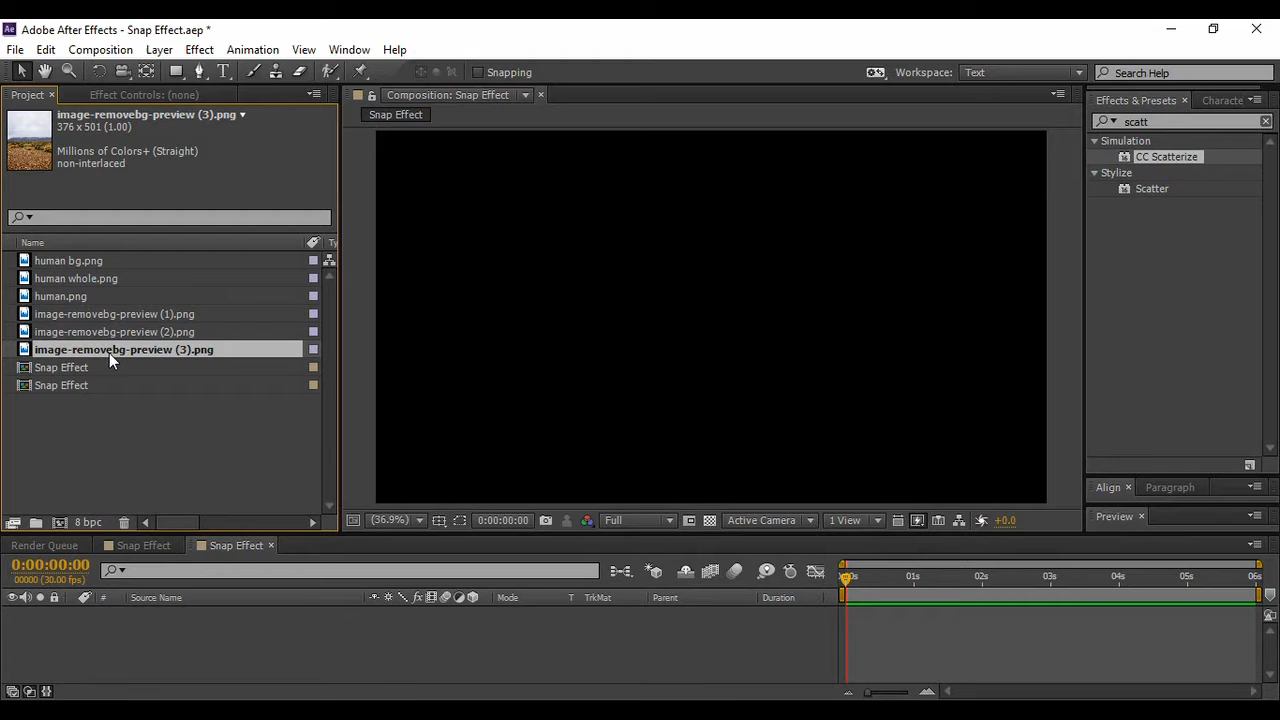 Adobe After Effects - Snap Effect.aep *
File Edit Composition Layer Effect Animation View Window Help
Snapping
Workspace: Text
Search Help
Project
Effect Controls: (none)
image-removebg-preview (3).png
376 x 501 (1.00)
Millions of Colors+ (Straight)
non-interlaced
Name
Ty
human bg.png
human whole.png
human.png
image-removebg-preview (1).png
image-removebg-preview (2).png
image-removebg-preview (3).png
Snap Effect
Snap Effect
8 bpc
Composition: Snap Effect
Snap Effect
(36.9%)
0:00:00:00
Full
Active Camera
1 View
+0.0
Effects & Presets
Characte
scatt
Simulation
CC Scatterize
Stylize
Scatter
Align
Paragraph
Preview
Render Queue
Snap Effect
Snap Effect
0:00:00:00
00000 (30.00 fps)
# Source Name Mode T TrkMat Parent Duration
01s 02s 03s 04s 05s 06s